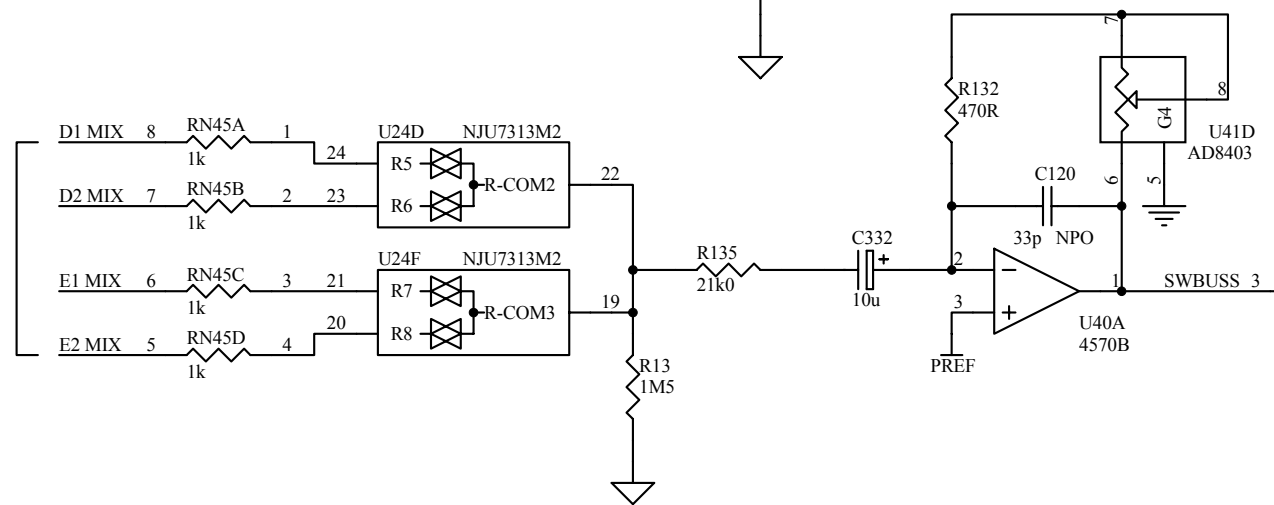 7
R132
470R
8
G4
U41D
AD8403
D1 MIX 8 RN45A 1
1k
24
U24D NJU7313M2
R5
R-COM2
22
6
5
D2 MIX 7 RN45B 2 23
1k
R6
C120
33p NPO
R135
21k0
C332
+
10u
U24F NJU7313M2
2
−
E1 MIX 6 RN45C 3 21
1k
R7
R-COM3
19
3
+
1
SWBUSS 3
U40A
4570B
20
R8
E2 MIX 5 RN45D 4
1k
R13
1M5
PREF